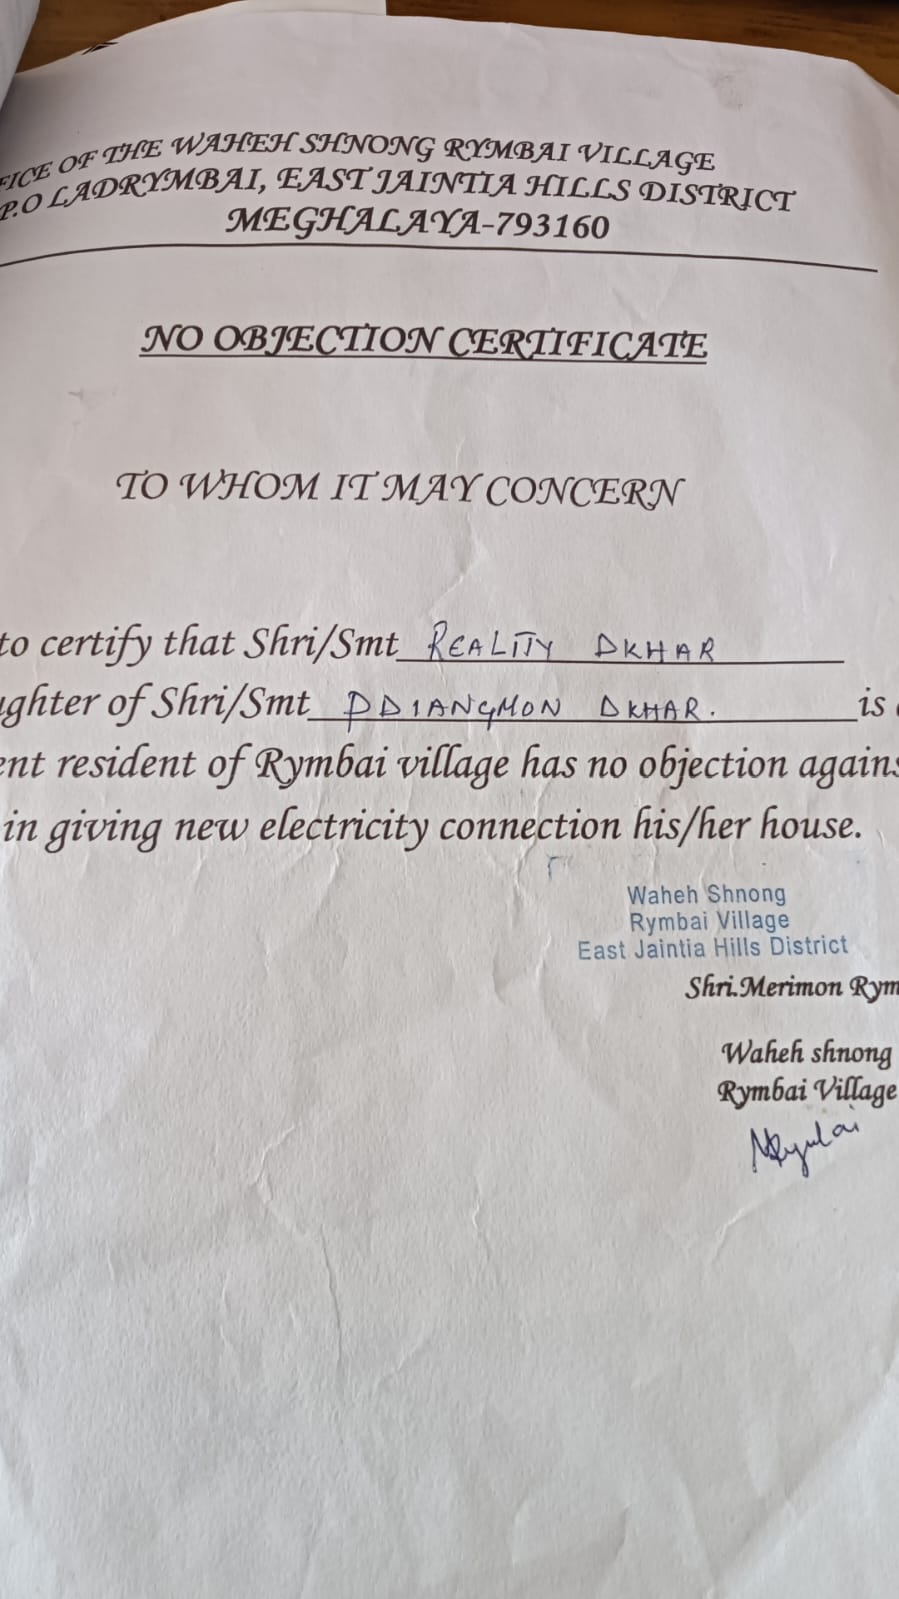 FICE OF THE WAHEH SHNONG RYMBAI VILLAGE
P.O LADRYMBAI, EAST JAINTIA HILLS DISTRICT
MEGHALAYA-793160
NO OBJECTION CERTIFICATE
TO WHOM IT MAY CONCERN
to certify that Shri/Smt REALITY DKHAR
ughter of Shri/Smt DDIANGMON DKHAR. is
ent resident of Rymbai village has no objection agains
in giving new electricity connection his/her house.
Waheh Shnong
Rymbai Village
East Jaintia Hills District
Shri.Merimon Rym
Waheh shnong
Rymbai Village